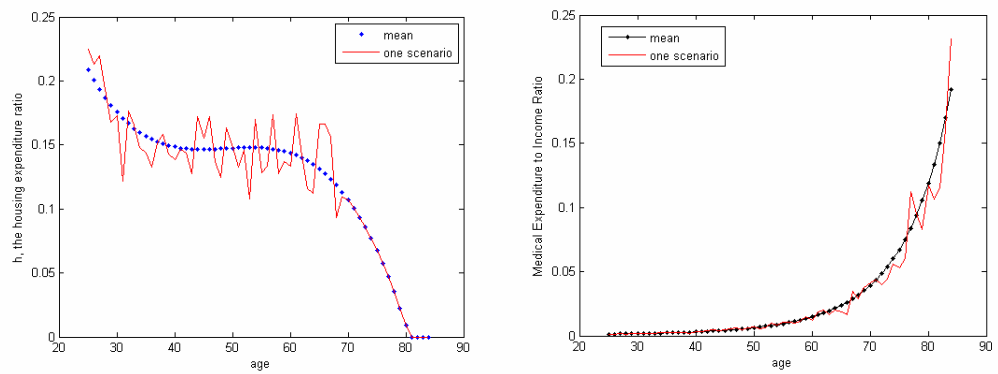 0.25
mean
one scenario
0.2
0.15
0.1
0.05
0
h, the housing expenditure ratio
20 30 40 50 60 70 80 90
age
0.25
mean
one scenario
0.2
0.15
0.1
0.05
0
Medical Expenditure to Income Ratio
20 30 40 50 60 70 80 90
age